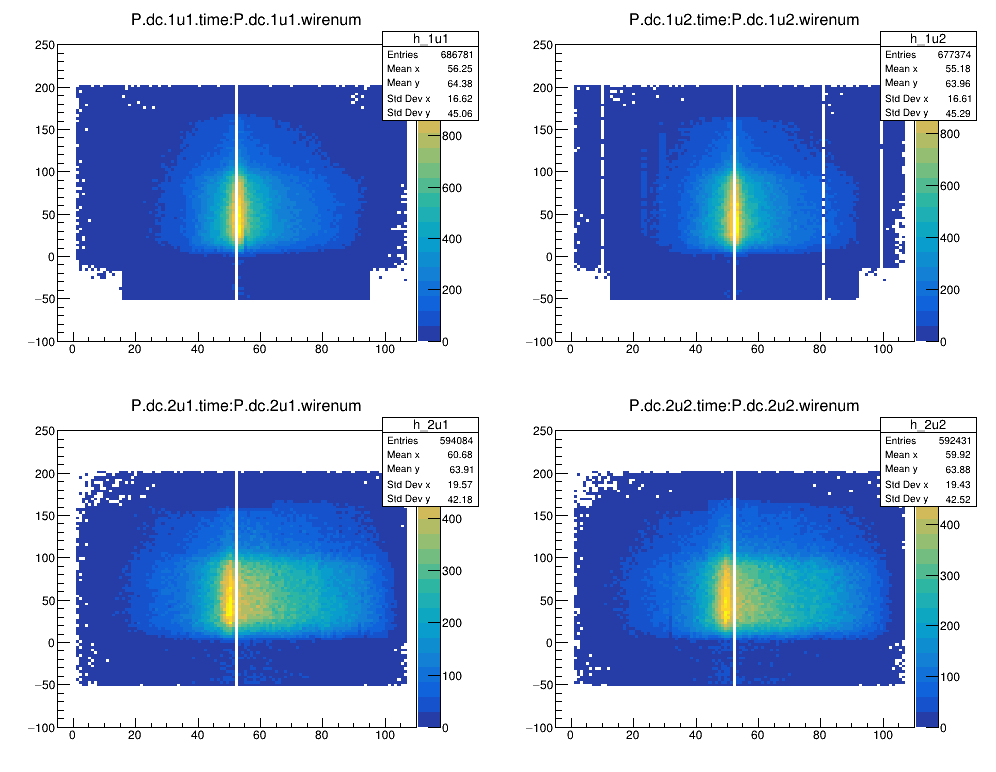 P.dc.1u1.time:P.dc.1u1.wirenum
h_1u1
Entries 686781
Mean x 56.25
Mean y 64.38
Std Dev x 16.62
Std Dev y 45.06
250
200
150
100
50
0
−50
−100
0 20 40 60 80 100
800
600
400
200
0
P.dc.1u2.time:P.dc.1u2.wirenum
h_1u2
Entries 677374
Mean x 55.18
Mean y 63.96
Std Dev x 16.61
Std Dev y 45.29
250
200
150
100
50
0
−50
−100
0 20 40 60 80 100
800
600
400
200
0
P.dc.2u1.time:P.dc.2u1.wirenum
h_2u1
Entries 594084
Mean x 60.68
Mean y 63.91
Std Dev x 19.57
Std Dev y 42.18
250
200
150
100
50
0
−50
−100
0 20 40 60 80 100
400
300
200
100
0
P.dc.2u2.time:P.dc.2u2.wirenum
h_2u2
Entries 592431
Mean x 59.92
Mean y 63.88
Std Dev x 19.43
Std Dev y 42.52
250
200
150
100
50
0
−50
−100
0 20 40 60 80 100
400
300
200
100
0